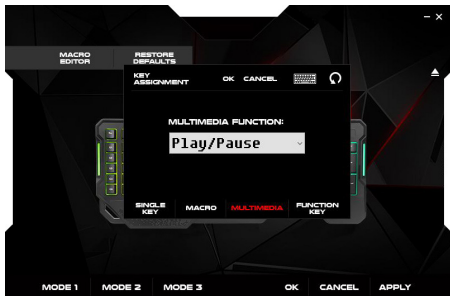 MACRO EDITOR
RESTORE DEFAULTS
KEY ASSIGNMENT
OK CANCEL
MULTIMEDIA FUNCTION:
Play/Pause
SINGLE KEY
MACRO
MULTIMEDIA
FUNCTION KEY
MODE 1 MODE 2 MODE 3 OK CANCEL APPLY